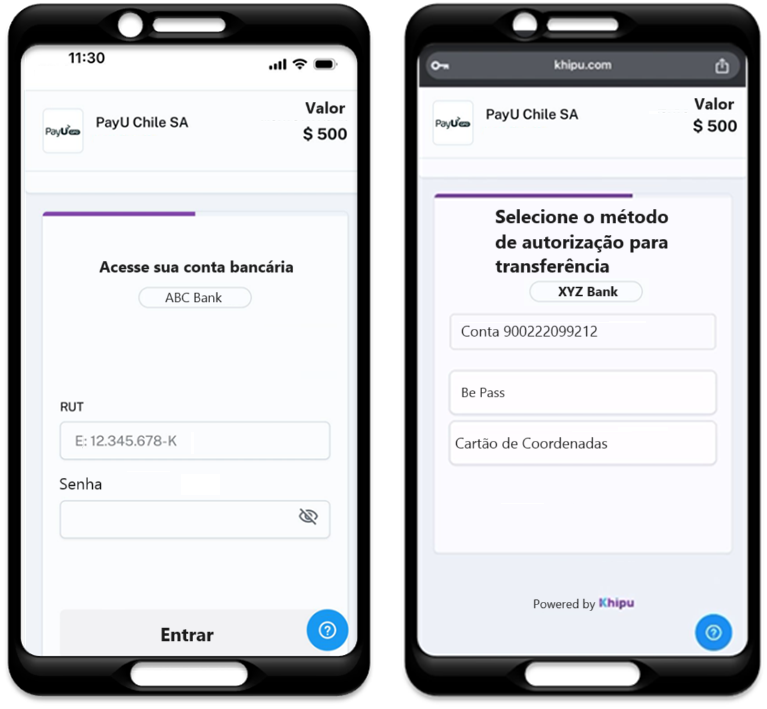 11:30
PayU GPO
PayU Chile SA
Valor
$ 500
Acesse sua conta bancária
ABC Bank
RUT
E: 12.345.678-K
Senha
Entrar
khipu.com
PayU GPO
PayU Chile SA
Valor
$ 500
Selecione o método
de autorização para
transferência
XYZ Bank
Conta 900222099212
Be Pass
Cartão de Coordenadas
Powered by Khipu